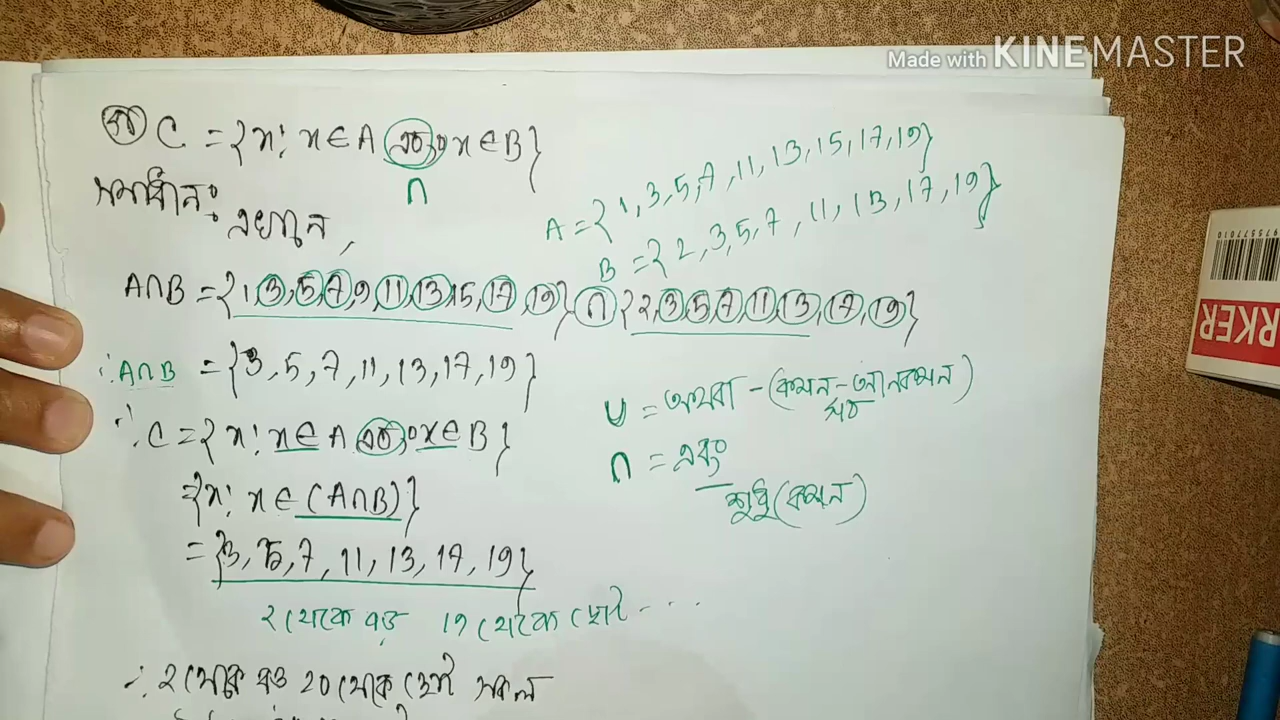 Made with KINEMASTER
ক C = {x: x∈A এবং x∈B}
∩
সমাধান:
এখানে,
A = {1, 3, 5, 7, 11, 13, 15, 17, 19}
B = {2, 3, 5, 7, 11, 13, 17, 19}
A∩B = {1, 3, 5, 7, 9, 11, 13, 15, 17, 19} ∩ {2, 3, 5, 7, 11, 13, 17, 19}
∴ A∩B = {3, 5, 7, 11, 13, 17, 19}
∴ C = {x: x∈A এবং x∈B}
= {x: x∈(A∩B)}
= {3, 5, 7, 11, 13, 17, 19}
U = অথবা - (কমন - আনকমন)
সব
∩ = এবং
শুধু (কমন)
২ থেকে বড় 19 থেকে ছোট ....
∴ ২ থেকে বড় 20 থেকে ছোট সকল
RKER